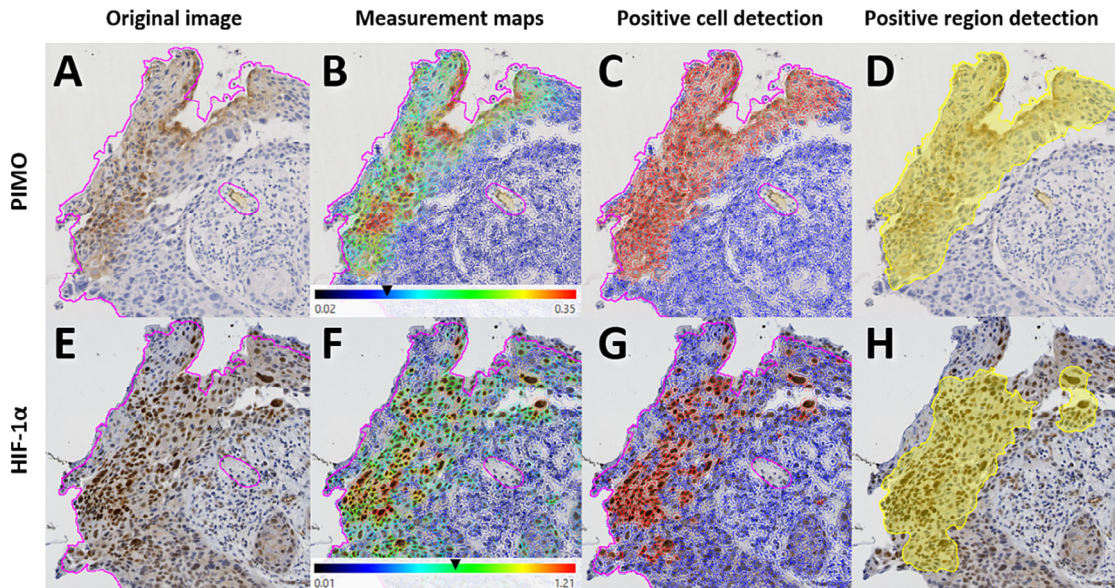 Original image
Measurement maps
Positive cell detection
Positive region detection
PIMO
A
B
C
D
0.02
0.35
HIF-1α
E
F
G
H
0.01
1.21